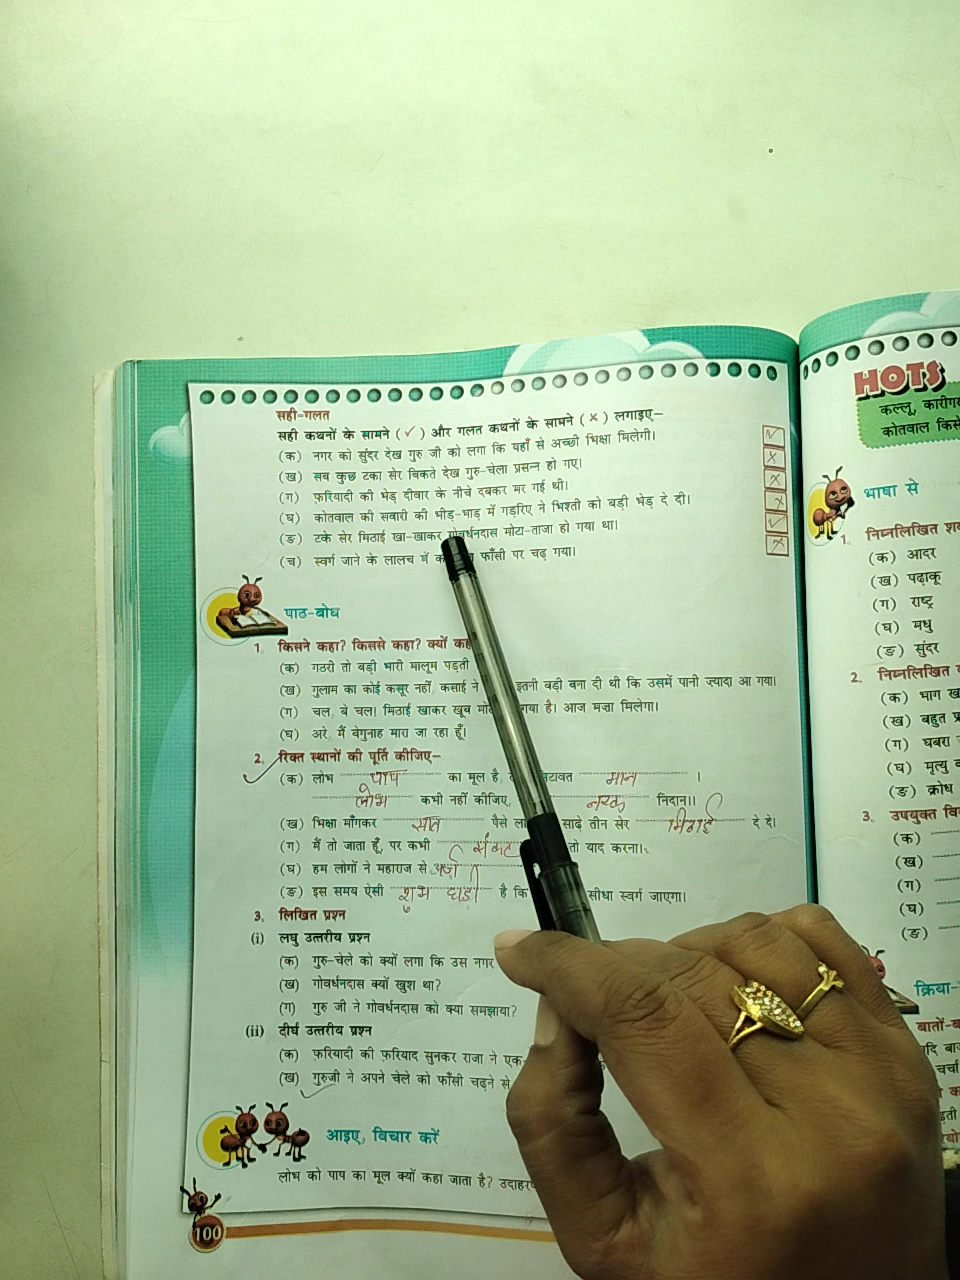 सही-गलत
सही कथनों के सामने (✓) और गलत कथनों के सामने (×) लगाइए–
(क) नगर को सुंदर देख गुरु जी को लगा कि यहाँ से अच्छी भिक्षा मिलेगी। ✓
(ख) सब कुछ टका सेर बिकते देख गुरु-चेला प्रसन्न हो गए। ×
(ग) फ़रियादी की भेड़ दीवार के नीचे दबकर मर गई थी। ×
(घ) कोतवाल की सवारी की भीड़-भाड़ में गड़रिए ने भिश्ती को बड़ी भेड़ दे दी। ×
(ङ) टके सेर मिठाई खा-खाकर गोवर्धनदास मोटा-ताजा हो गया था। ✓
(च) स्वर्ग जाने के लालच में फाँसी पर चढ़ गया। ×
पाठ-बोध
1. किसने कहा? किससे कहा? क्यों
(क) गठरी तो बड़ी भारी मालूम पड़ती
(ख) गुलाम का कोई कसूर नहीं, कसाई ने इतनी बड़ी बना दी थी कि उसमें पानी ज्यादा आ गया।
(ग) चल, बे चल। मिठाई खाकर खूब गया है। आज मजा मिलेगा।
(घ) अरे, मैं बेगुनाह मारा जा रहा हूँ।
2. रिक्त स्थानों की पूर्ति कीजिए–
(क) लोभ पाप का मूल है, मान ।
लोभ कभी नहीं कीजिए, नरक निदान।।
(ख) भिक्षा माँगकर सात पैसे साढ़े तीन सेर मिठाई दे दे।
(ग) मैं तो जाता हूँ, पर कभी संकट तो याद करना।
(घ) हम लोगों ने महाराज से अर्ज़ की
(ङ) इस समय ऐसी शुभ घड़ी है कि सीधा स्वर्ग जाएगा।
3. लिखित प्रश्न
(i) लघु उत्तरीय प्रश्न
(क) गुरु-चेले को क्यों लगा कि उस नगर
(ख) गोवर्धनदास क्यों खुश था?
(ग) गुरु जी ने गोवर्धनदास को क्या समझाया?
(ii) दीर्घ उत्तरीय प्रश्न
(क) फ़रियादी की फ़रियाद सुनकर राजा ने एक-
(ख) गुरुजी ने अपने चेले को फाँसी चढ़ने से
आइए, विचार करें
लोभ को पाप का मूल क्यों कहा जाता है?
100
HOTS
कल्लू, कारीगर
कोतवाल
भाषा से
1. निम्नलिखित
(क) आदर
(ख) पढ़ाकू
(ग) राष्ट्र
(घ) मधु
(ङ) सुंदर
2. निम्नलिखित
(क) भाग
(ख) बहुत
(ग) घबरा
(घ) मृत्यु
(ङ) क्रोध
3. उपयुक्त
(क)
(ख)
(ग)
(घ)
(ङ)
क्रिया-